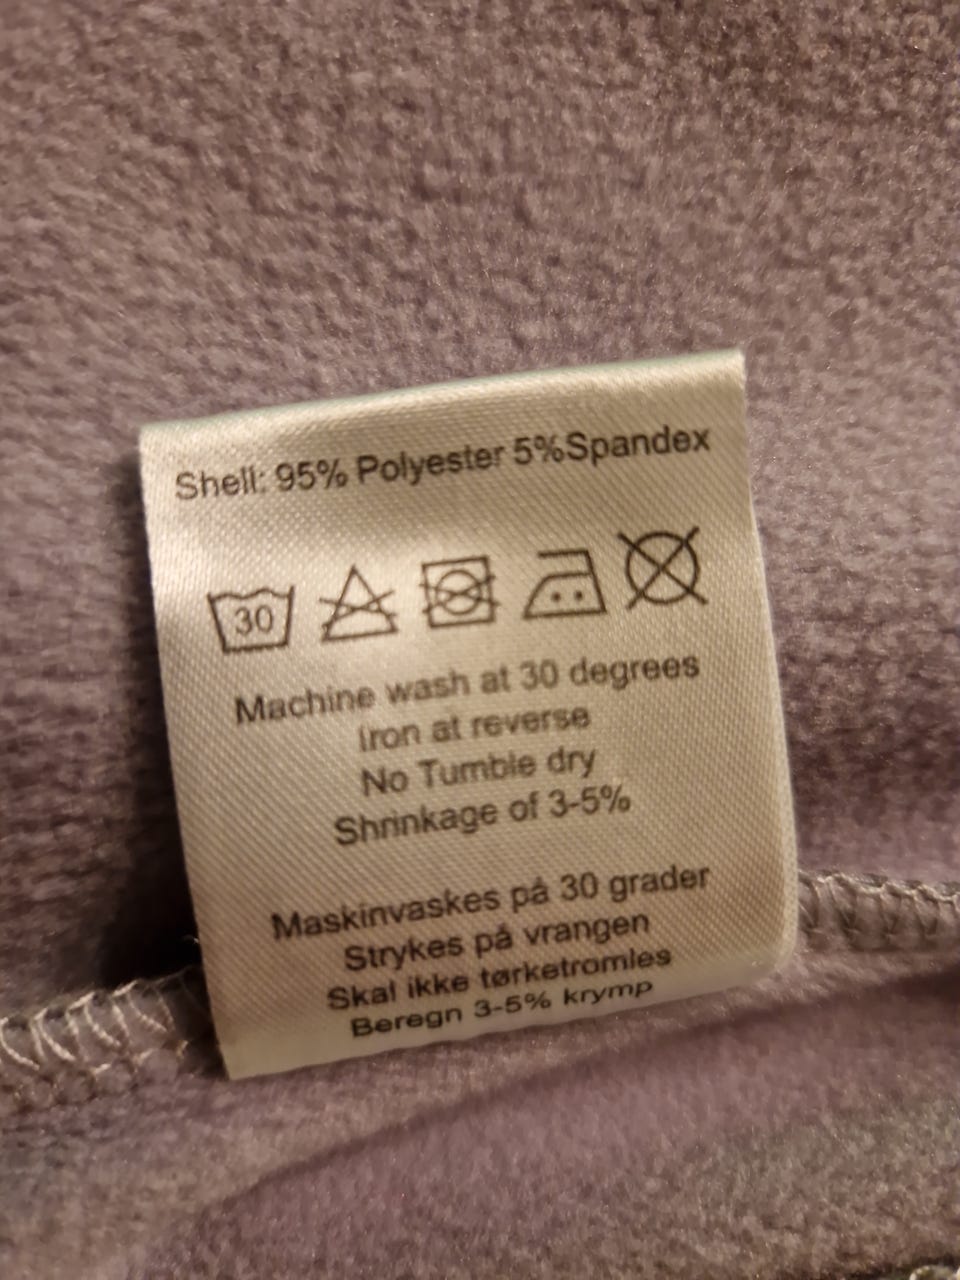 Shell: 95% Polyester 5%Spandex
30
Machine wash at 30 degrees
Iron at reverse
No Tumble dry
Shrinkage of 3-5%
Maskinvaskes på 30 grader
Strykes på vrangen
Skal ikke tørketromles
Beregn 3-5% krymp